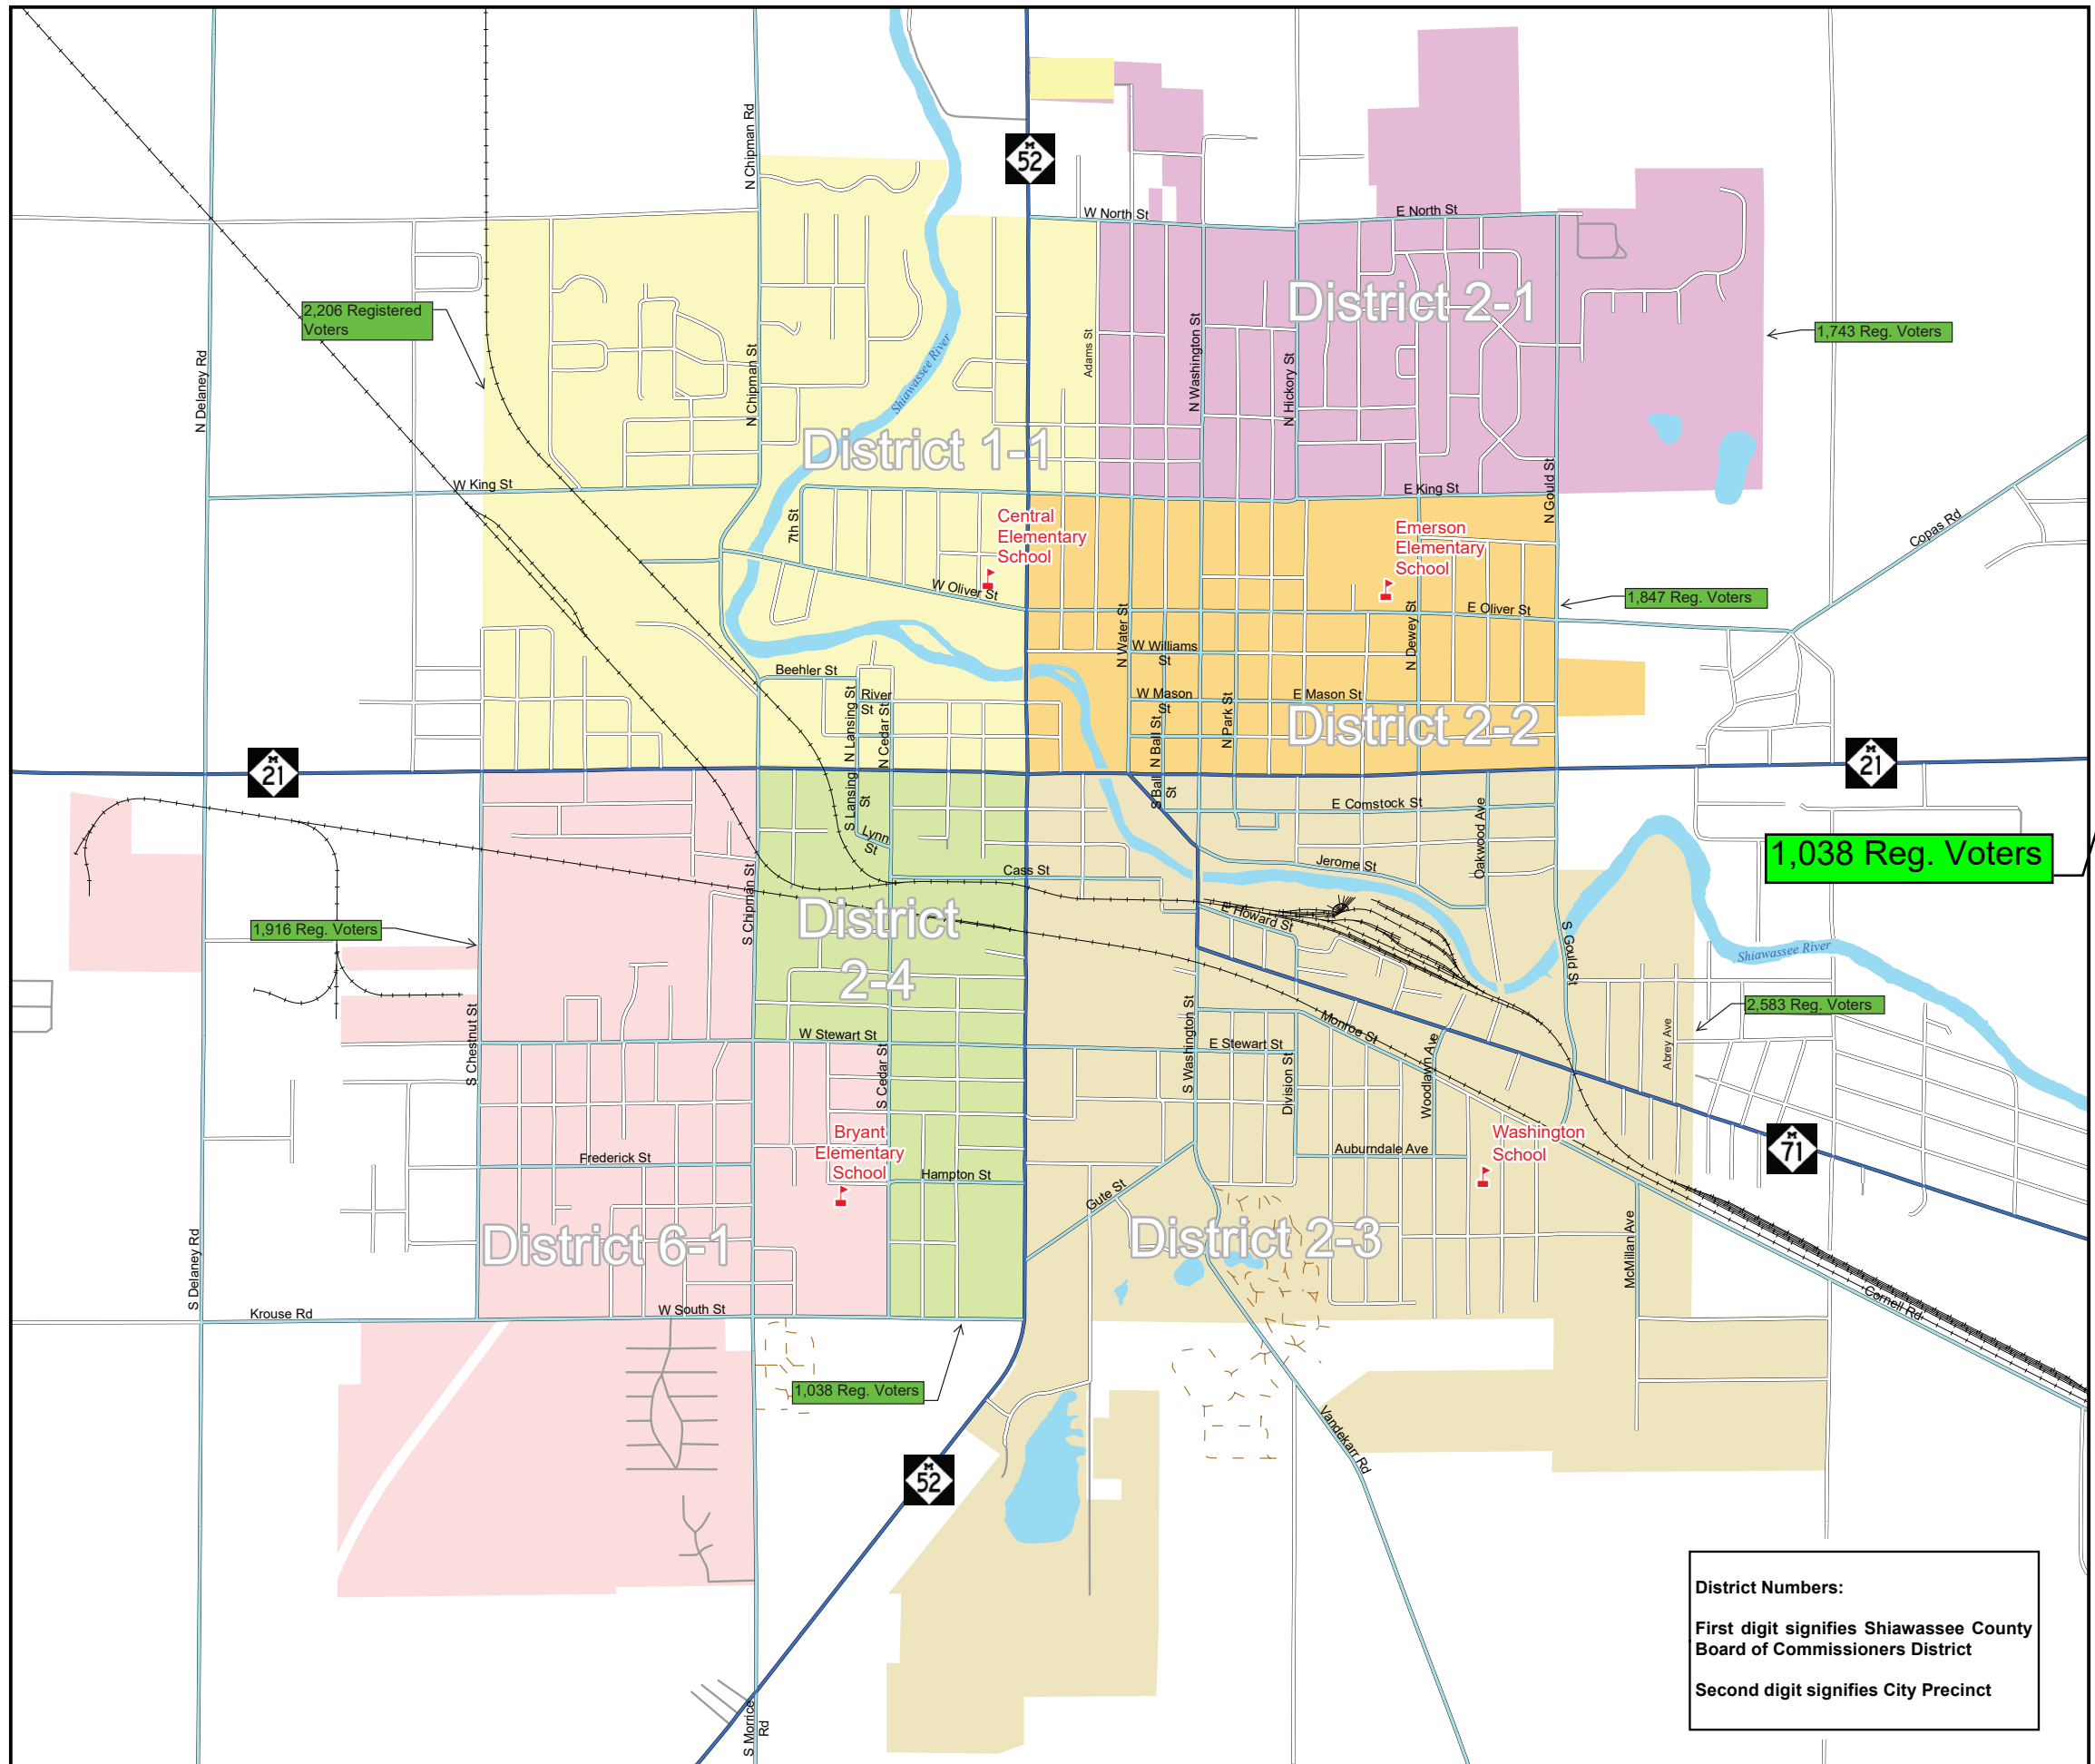 N Chipman Rd
M
52
W North St
E North St
District 2-1
2,206 Registered
Voters
1,743 Reg. Voters
N Delaney Rd
N Chipman St
Shiawassee River
Adams St
N Washington St
N Hickory St
District 1-1
W King St
E King St
N Gould St
7th St
Central
Elementary
School
Emerson
Elementary
School
Copas Rd
W Oliver St
E Oliver St
1,847 Reg. Voters
N Water St
W Williams
St
N Dewey St
Beehler St
N Lansing St
River
St
N Cedar St
W Mason
St
E Mason St
N Ball St
N Park St
District 2-2
M
21
M
21
S Lansing
St
S Ball
St
E Comstock St
Lynn
St
Oakwood Ave
1,038 Reg. Voters
Jerome St
Cass St
S Chipman St
District
2-4
E Howard St
1,916 Reg. Voters
S Gould St
Shiawassee River
2,583 Reg. Voters
S Chestnut St
W Stewart St
S Cedar St
S Washington St
Monroe St
E Stewart St
Division St
Woodlawn Ave
Abrey Ave
Bryant
Elementary
School
Washington
School
M
71
Frederick St
Hampton St
Auburndale Ave
Gute St
District 6-1
District 2-3
McMillan Ave
S Delaney Rd
Krouse Rd
W South St
Cornell Rd
1,038 Reg. Voters
Vandekarr Rd
M
52
S Morrice
Rd
District Numbers:
First digit signifies Shiawassee County
Board of Commissioners District
Second digit signifies City Precinct